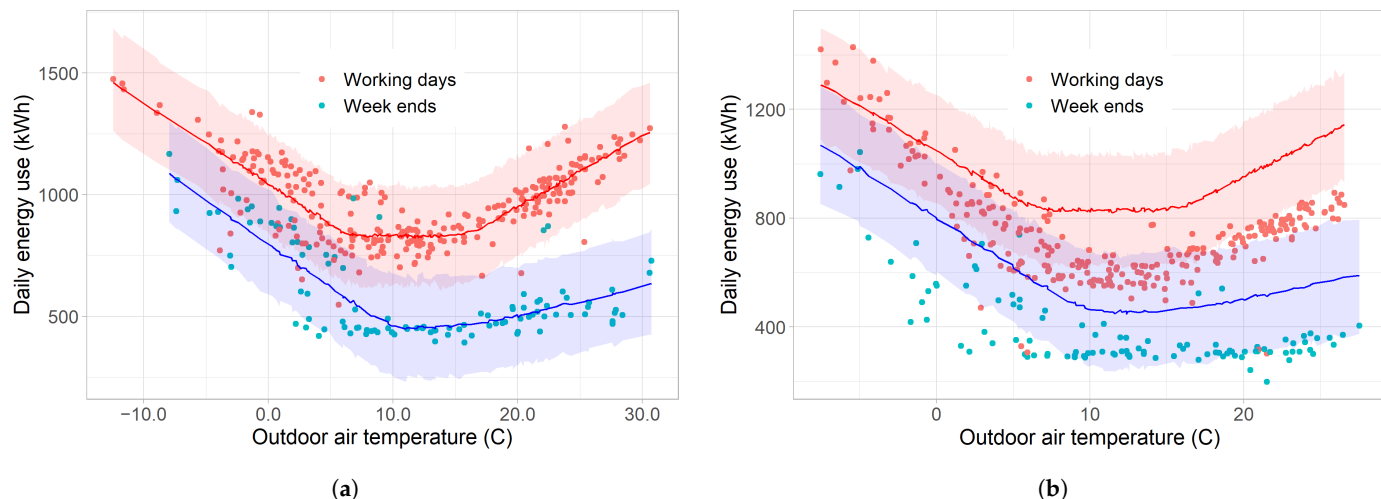 Daily energy use (kWh)
1500
1000
500
Working days
Week ends
−10.0 0.0 10.0 20.0 30.0
Outdoor air temperature (C)
(a)
Daily energy use (kWh)
1200
800
400
Working days
Week ends
0 10 20
Outdoor air temperature (C)
(b)